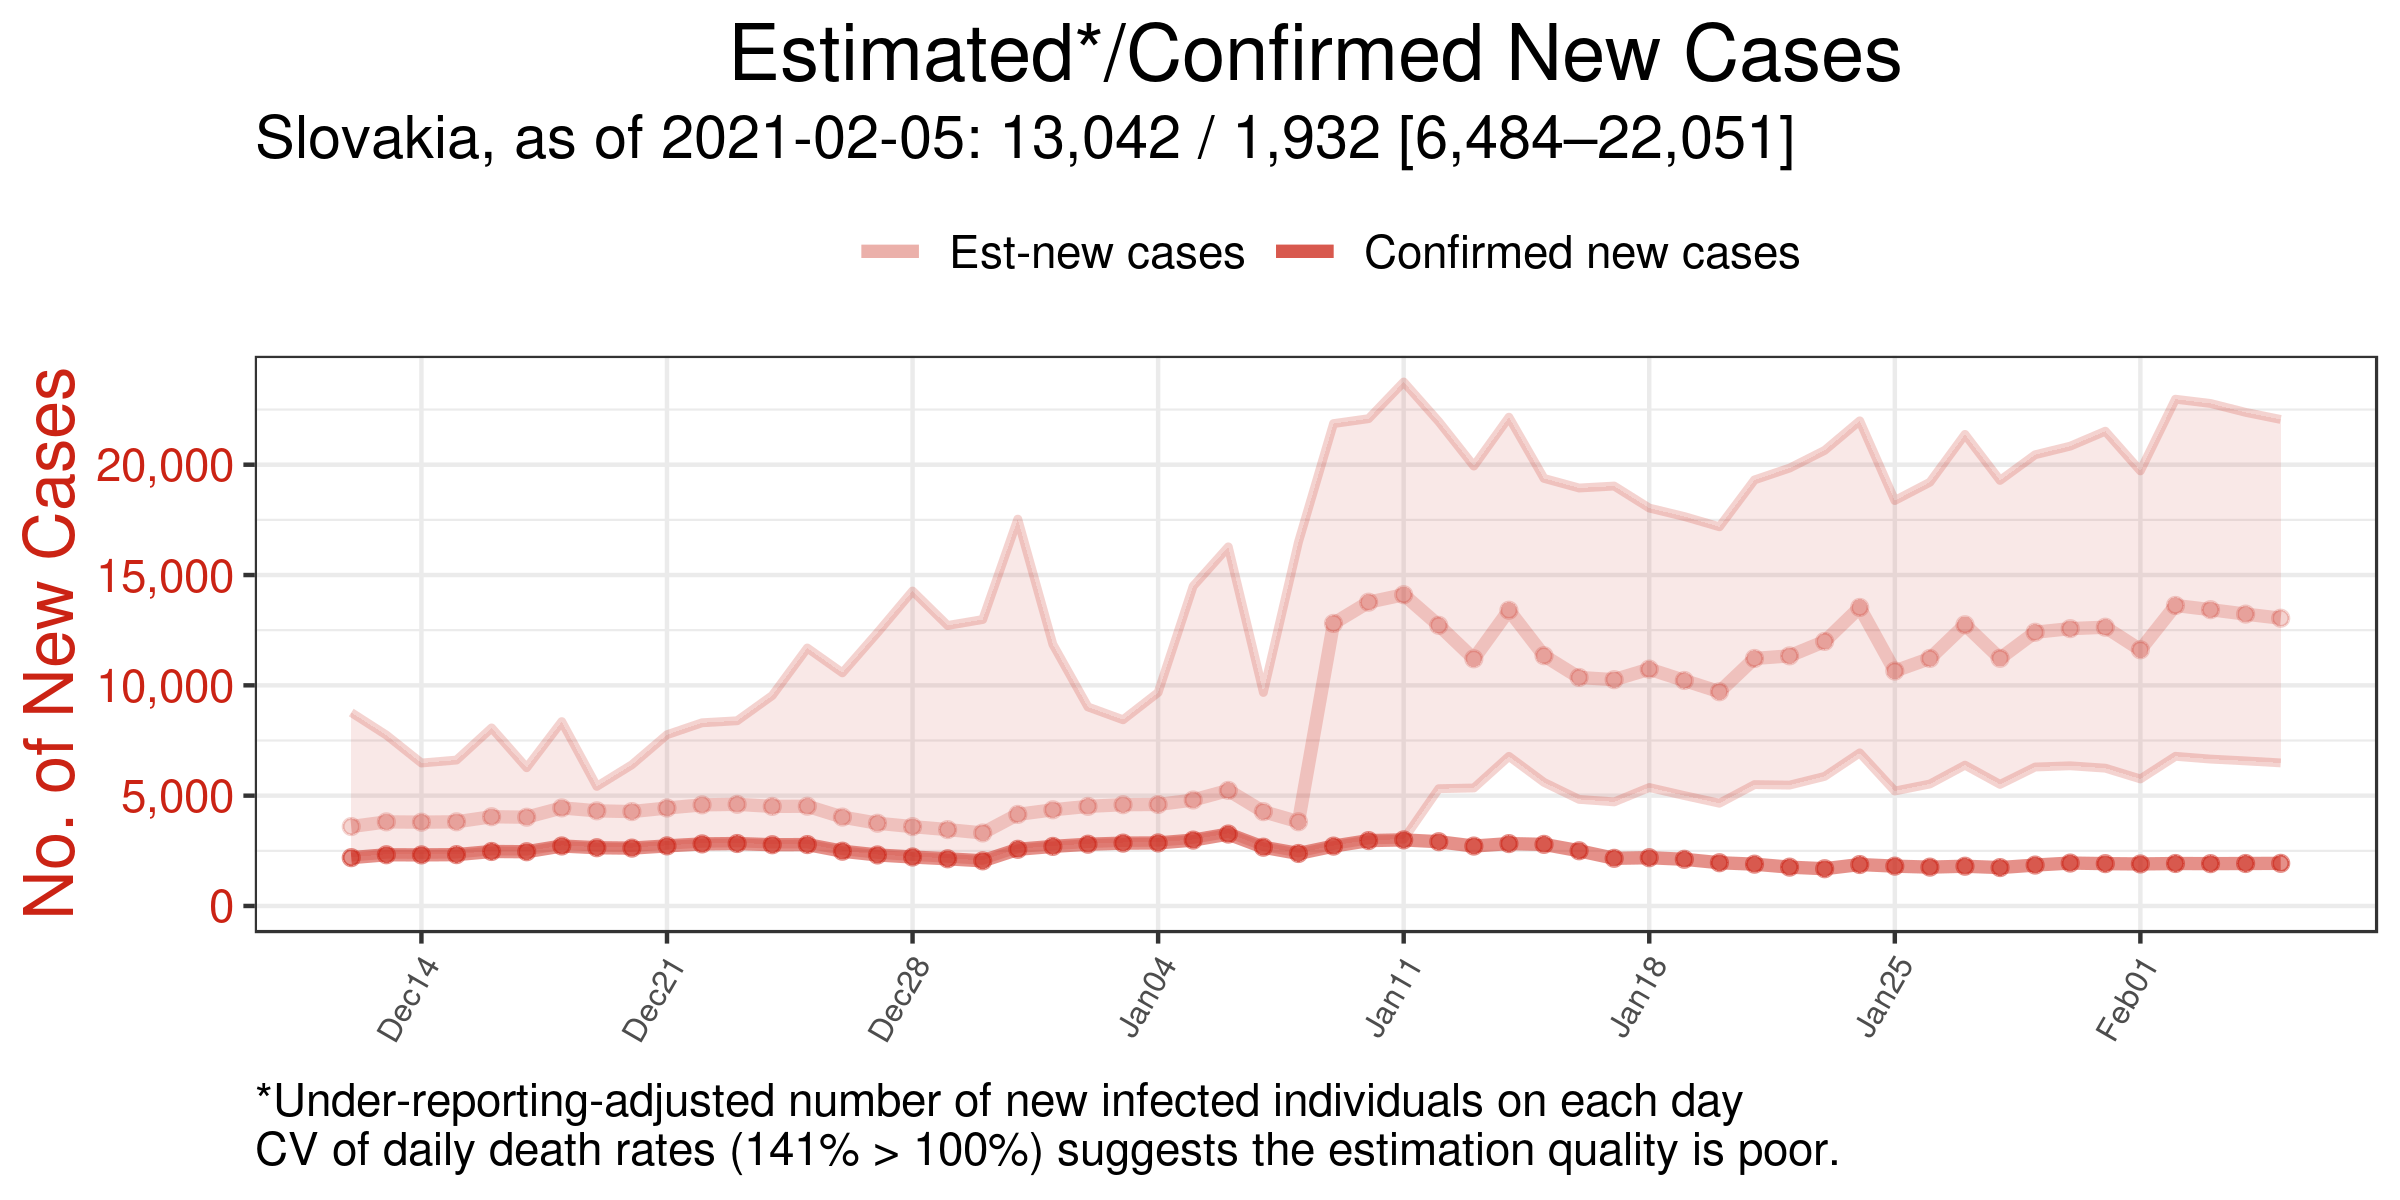 Estimated*/Confirmed New Cases
Slovakia, as of 2021-02-05: 13,042 / 1,932 [6,484–22,051]
Est-new cases Confirmed new cases
No. of New Cases
20,000
15,000
10,000
5,000
0
Dec14 Dec21 Dec28 Jan04 Jan11 Jan18 Jan25 Feb01
*Under-reporting-adjusted number of new infected individuals on each day
CV of daily death rates (141% > 100%) suggests the estimation quality is poor.